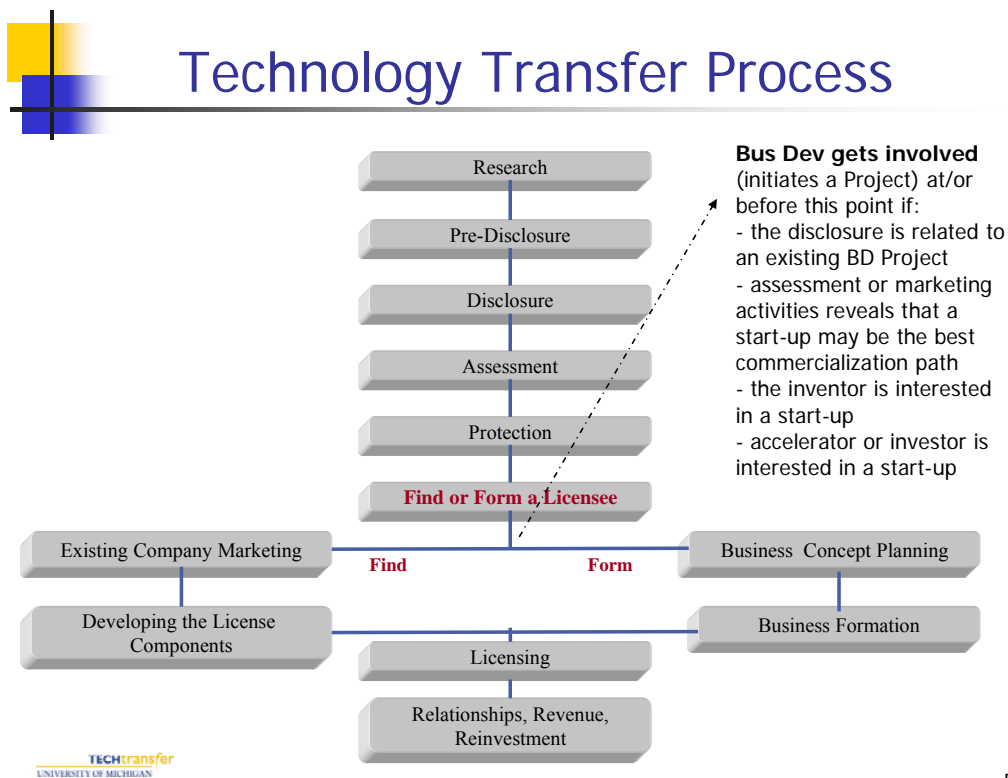 Technology Transfer Process
Research
Pre-Disclosure
Disclosure
Assessment
Protection
Find or Form a Licensee
Bus Dev gets involved
(initiates a Project) at/or
before this point if:
- the disclosure is related to
an existing BD Project
- assessment or marketing
activities reveals that a
start-up may be the best
commercialization path
- the inventor is interested
in a start-up
- accelerator or investor is
interested in a start-up
Existing Company Marketing
Find
Form
Business Concept Planning
Developing the License
Components
Business Formation
Licensing
Relationships, Revenue,
Reinvestment
TECHtransfer
UNIVERSITY OF MICHIGAN